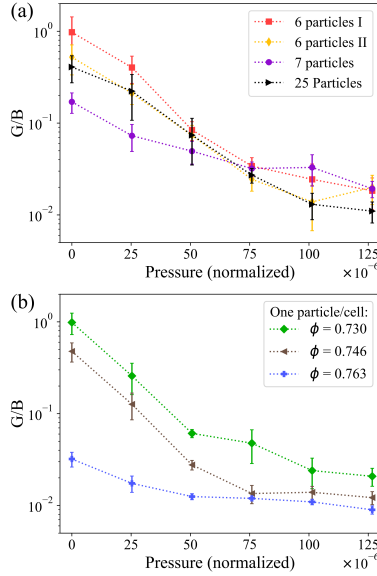 (a)
6 particles I
6 particles II
7 particles
25 Particles
10⁰
10⁻¹
10⁻²
G/B
0 25 50 75 100 125
Pressure (normalized) ×10⁻⁶
(b)
One particle/cell:
ϕ = 0.730
ϕ = 0.746
ϕ = 0.763
10⁰
10⁻¹
10⁻²
G/B
0 25 50 75 100 125
Pressure (normalized) ×10⁻⁶